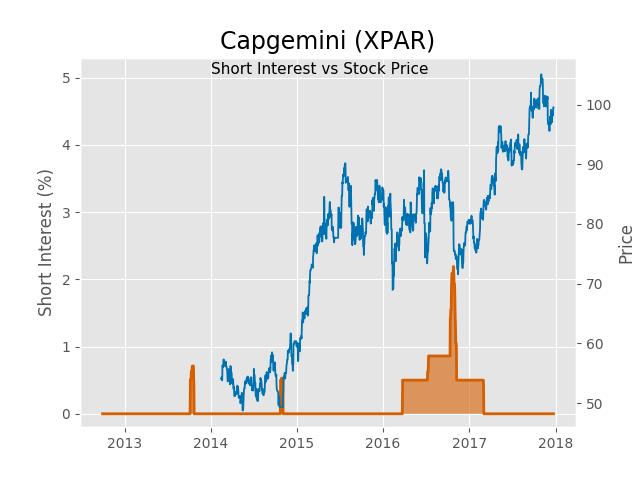 Capgemini (XPAR)
Short Interest vs Stock Price
Short Interest (%)
5
4
3
2
1
0
100
90
80
70
60
50
Price
2013 2014 2015 2016 2017 2018